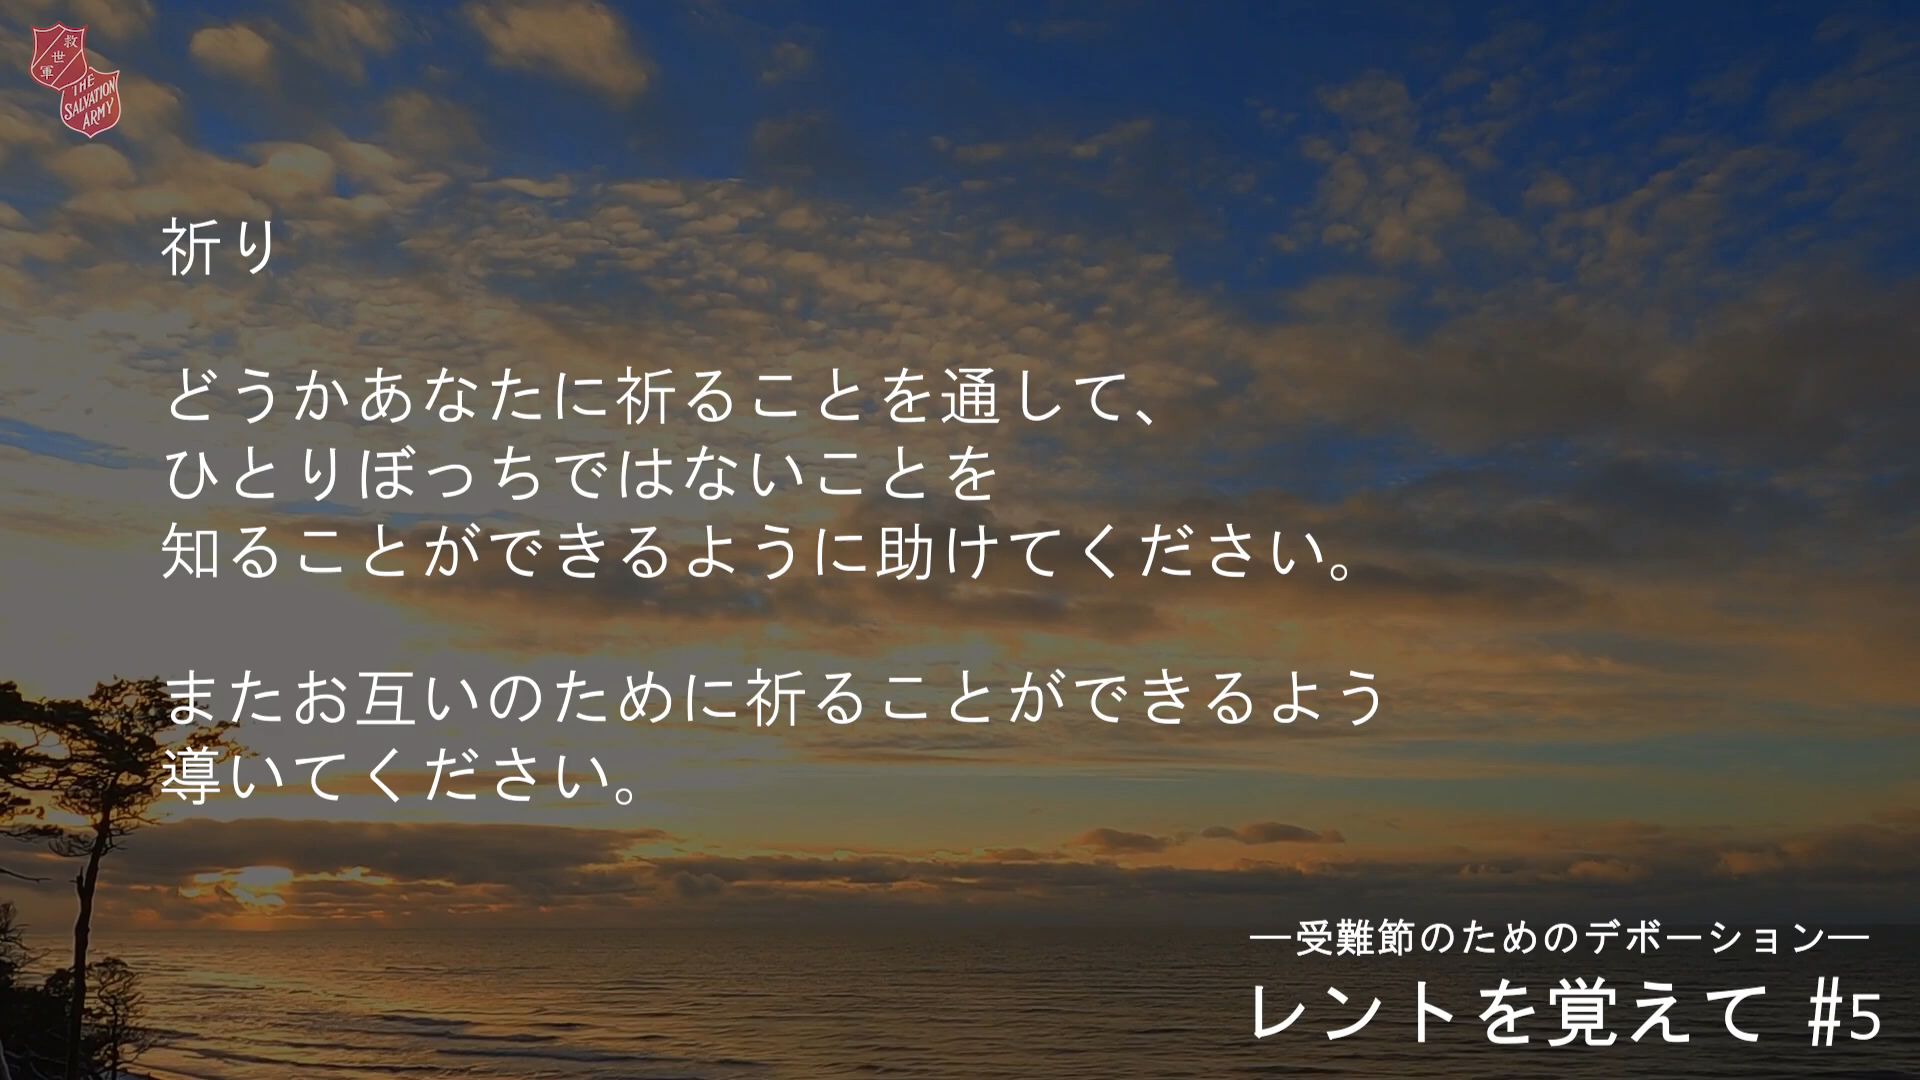 救
世
軍
THE
SALVATION
ARMY
祈り
どうかあなたに祈ることを通して、
ひとりぼっちではないことを
知ることができるように助けてください。
またお互いのために祈ることができるよう
導いてください。
―受難節のためのデボーション―
レントを覚えて #5